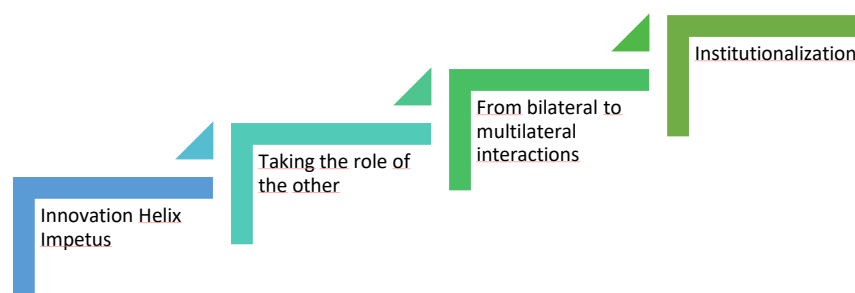 Innovation Helix
Impetus
Taking the role of
the other
From bilateral to
multilateral
interactions
Institutionalization